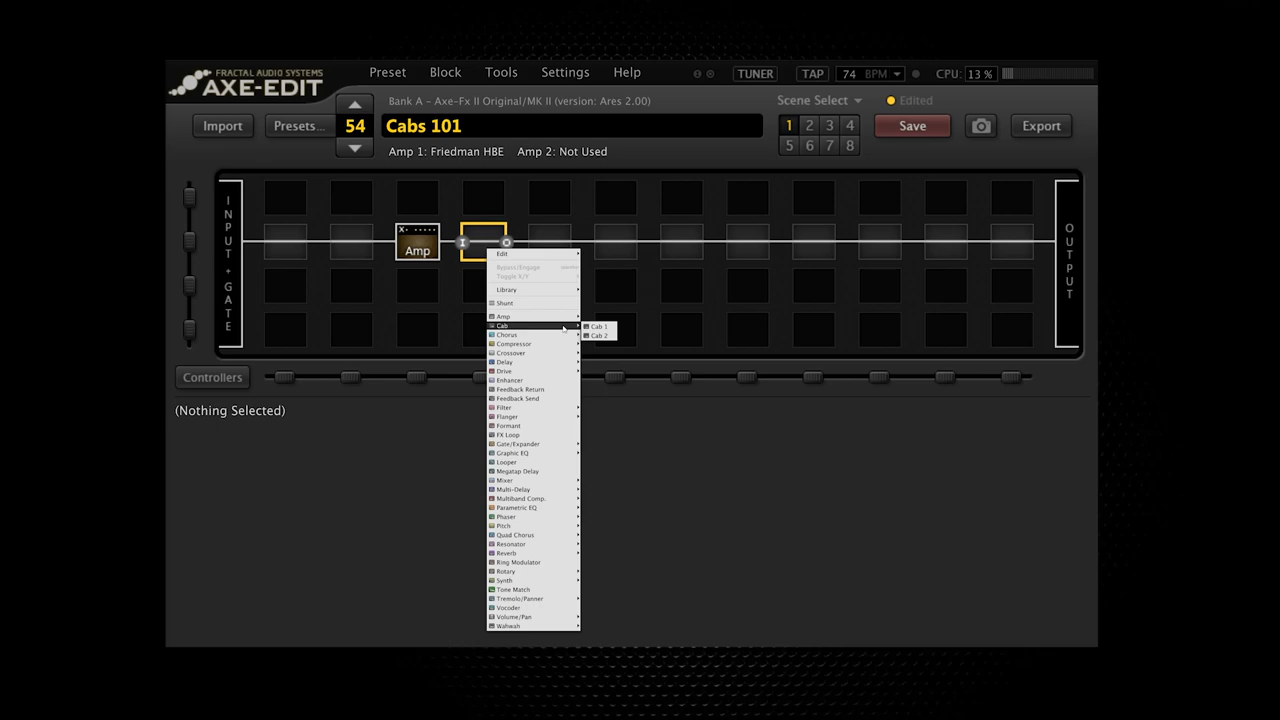 FRACTAL AUDIO SYSTEMS
AXE-EDIT
Preset Block Tools Settings Help
TUNER TAP 74 BPM CPU: 13 %
Bank A – Axe-Fx II Original/MK II (version: Ares 2.00)
Scene Select
Edited
Import Presets... 54 Cabs 101
1 2 3 4
5 6 7 8
Save Export
Amp 1: Friedman HBE Amp 2: Not Used
INPUT + GATE
X
Amp
I
O
OUTPUT
Edit
Bypass/Engage
Toggle X/Y
Library
Shunt
Amp
Cab
Cab 1
Cab 2
Chorus
Compressor
Crossover
Delay
Drive
Enhancer
Feedback Return
Feedback Send
Filter
Flanger
Formant
FX Loop
Gate/Expander
Graphic EQ
Looper
Megatap Delay
Mixer
Multi-Delay
Multiband Comp.
Parametric EQ
Phaser
Pitch
Quad Chorus
Resonator
Reverb
Ring Modulator
Rotary
Synth
Tone Match
Tremolo/Panner
Vocoder
Volume/Pan
Wahwah
Controllers
(Nothing Selected)